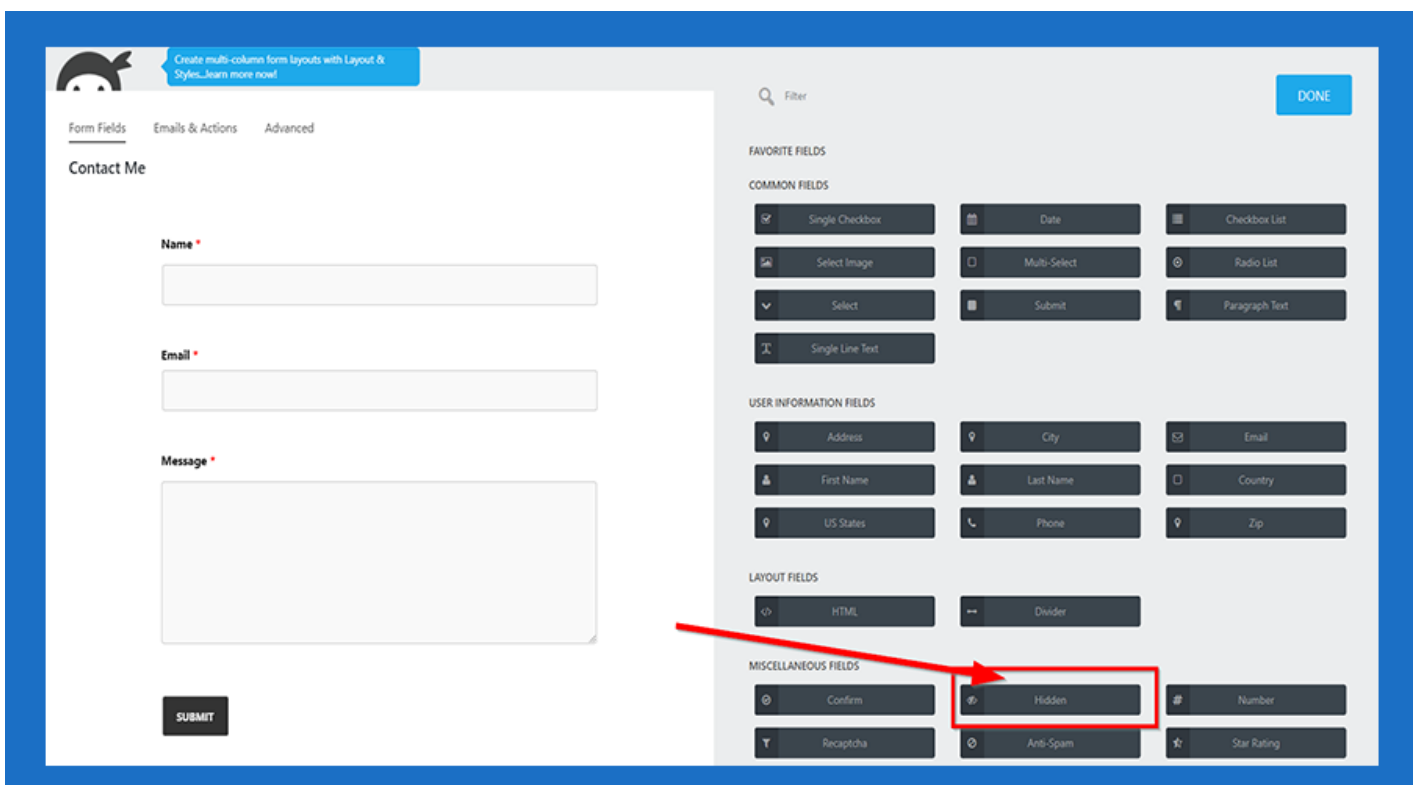 Create multi-column form layouts with Layout &
Styles...learn more now!
Form Fields Emails & Actions Advanced
Contact Me
Name *
Email *
Message *
SUBMIT
Filter
DONE
FAVORITE FIELDS
COMMON FIELDS
Single Checkbox Date Checkbox List
Select Image Multi-Select Radio List
Select Submit Paragraph Text
Single Line Text
USER INFORMATION FIELDS
Address City Email
First Name Last Name Country
US States Phone Zip
LAYOUT FIELDS
HTML Divider
MISCELLANEOUS FIELDS
Confirm Hidden Number
Recaptcha Anti-Spam Star Rating